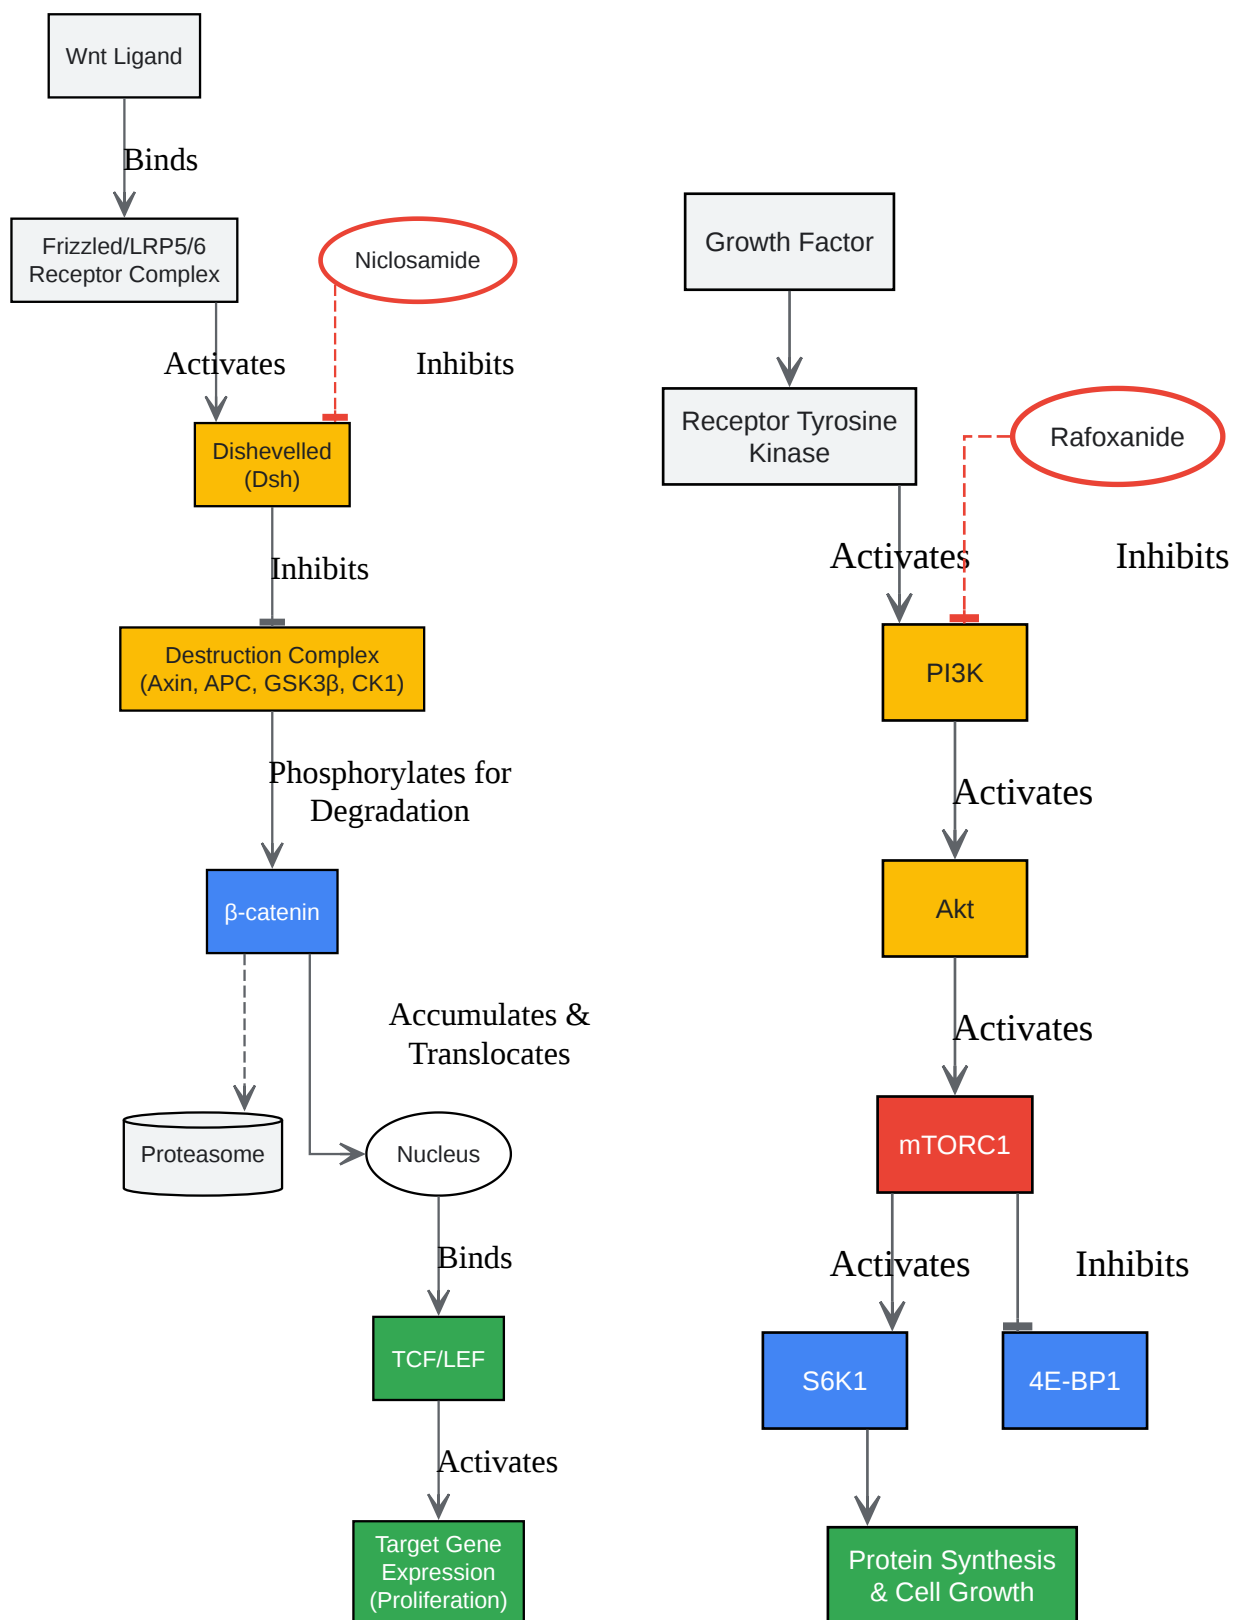 Wnt Ligand
Binds
Frizzled/LRP5/6
Receptor Complex
Niclosamide
Activates
Inhibits
Dishevelled
(Dsh)
Inhibits
Destruction Complex
(Axin, APC, GSK3β, CK1)
Phosphorylates for
Degradation
β-catenin
Accumulates &
Translocates
Proteasome
Nucleus
Binds
TCF/LEF
Activates
Target Gene
Expression
(Proliferation)
Growth Factor
Receptor Tyrosine
Kinase
Rafoxanide
Activates
Inhibits
PI3K
Activates
Akt
Activates
mTORC1
Activates
Inhibits
S6K1
4E-BP1
Protein Synthesis
& Cell Growth